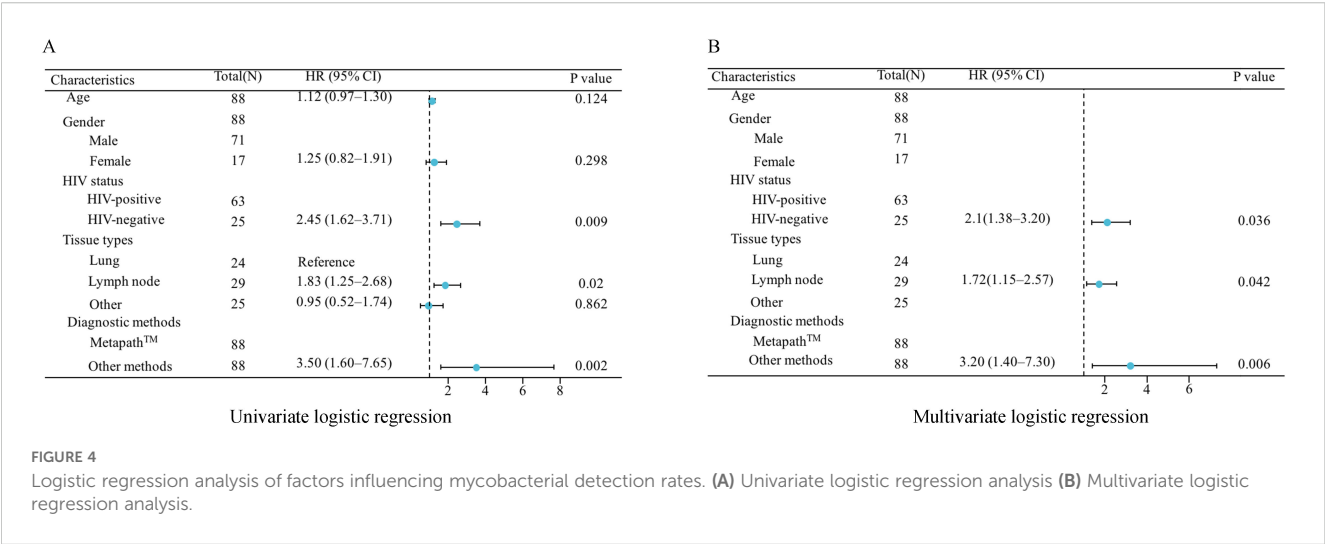 A
Characteristics Total(N) HR (95% CI) P value
Age 88 1.12 (0.97–1.30) 0.124
Gender 88
Male 71
Female 17 1.25 (0.82–1.91) 0.298
HIV status
HIV-positive 63
HIV-negative 25 2.45 (1.62–3.71) 0.009
Tissue types
Lung 24 Reference
Lymph node 29 1.83 (1.25–2.68) 0.02
Other 25 0.95 (0.52–1.74) 0.862
Diagnostic methods
Metapath™ 88
Other methods 88 3.50 (1.60–7.65) 0.002
2 4 6 8
Univariate logistic regression
B
Characteristics Total(N) HR (95% CI) P value
Age 88
Gender 88
Male 71
Female 17
HIV status
HIV-positive 63
HIV-negative 25 2.1(1.38–3.20) 0.036
Tissue types
Lung 24
Lymph node 29 1.72(1.15–2.57) 0.042
Other 25
Diagnostic methods
Metapath™ 88
Other methods 88 3.20 (1.40–7.30) 0.006
2 4 6
Multivariate logistic regression
FIGURE 4
Logistic regression analysis of factors influencing mycobacterial detection rates. (A) Univariate logistic regression analysis (B) Multivariate logistic
regression analysis.